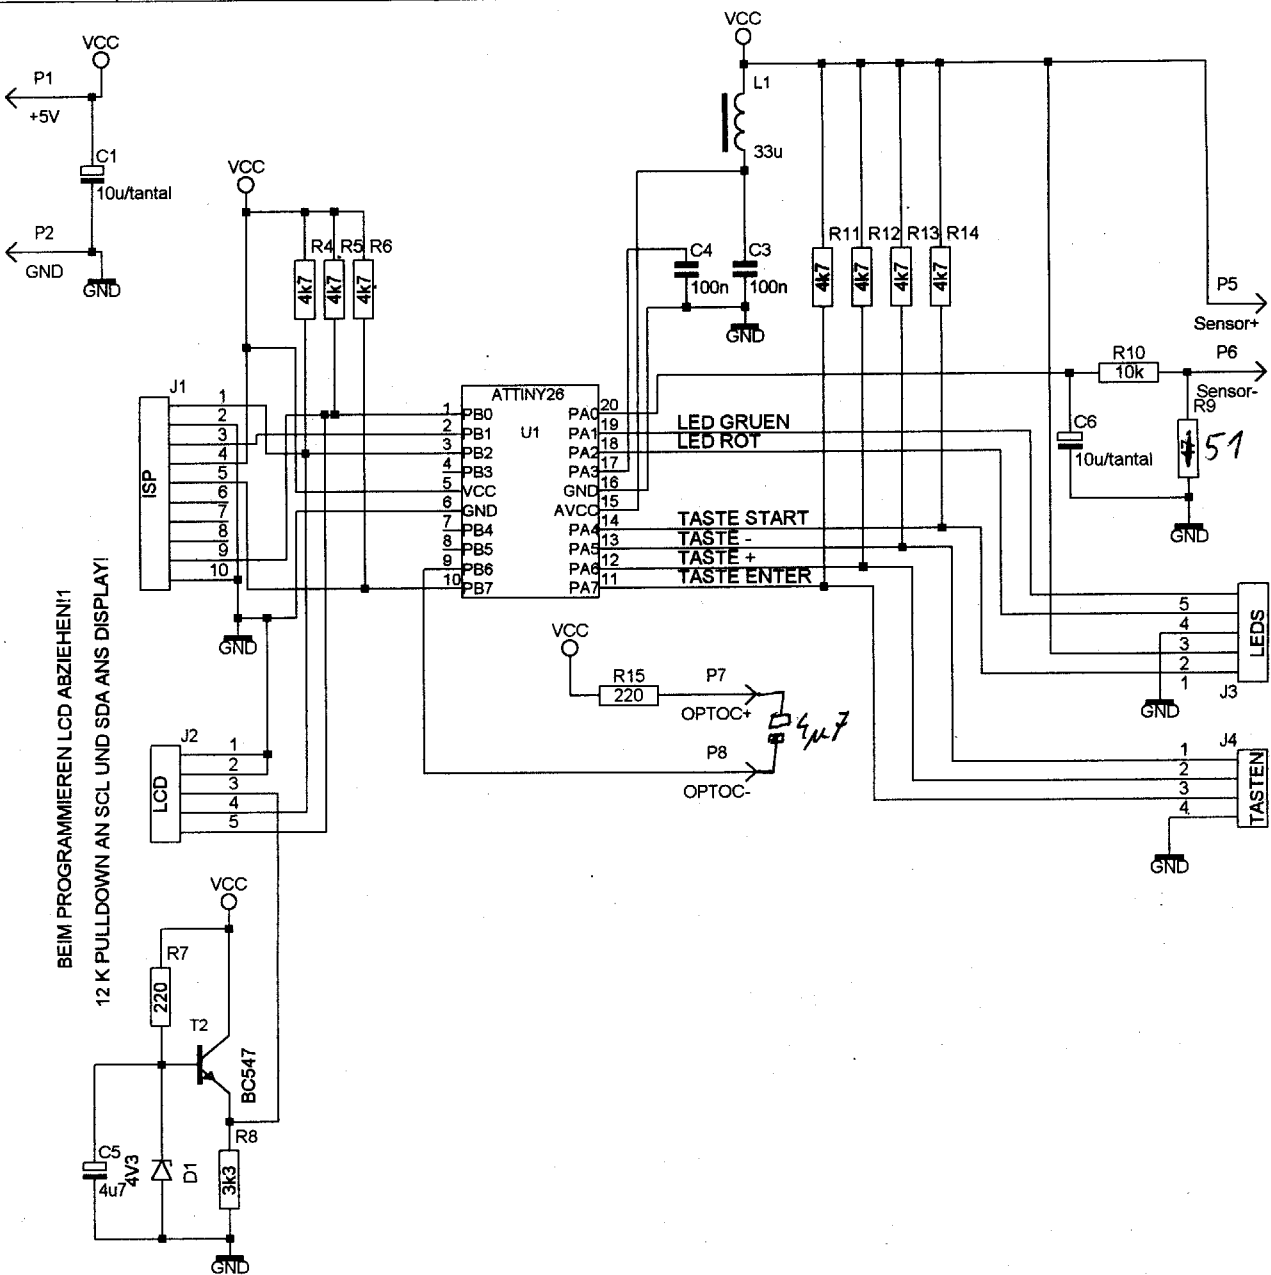 VCC
P1
+5V
C1
10u/tantal
P2
GND
GND
VCC
R4 R5 R6
4k7 4k7 4k7
VCC
L1
33u
C4 C3
100n 100n
GND
R11 R12 R13 R14
4k7 4k7 4k7 4k7
P5
Sensor+
R10
10k
P6
Sensor-
R9
51
C6
10u/tantal
GND
J1
ISP
1
2
3
4
5
6
7
8
9
10
GND
ATTINY26
U1
1 PB0
2 PB1
3 PB2
4 PB3
5 VCC
6 GND
7 PB4
8 PB5
9 PB6
10 PB7
PA0 20
PA1 19
PA2 18
PA3 17
GND 16
AVCC 15
PA4 14
PA5 13
PA6 12
PA7 11
LED GRUEN
LED ROT
TASTE START
TASTE -
TASTE +
TASTE ENTER
BEIM PROGRAMMIEREN LCD ABZIEHEN!1
12 K PULLDOWN AN SCL UND SDA ANS DISPLAY!
VCC
R15
220
P7
OPTOC+
4µ7
P8
OPTOC-
5
4
3
2
1
LEDS
J3
GND
J4
1
2
3
4
TASTEN
GND
J2
LCD
1
2
3
4
5
VCC
R7
220
T2
BC547
R8
3k3
C5
4u7
4V3
D1
GND